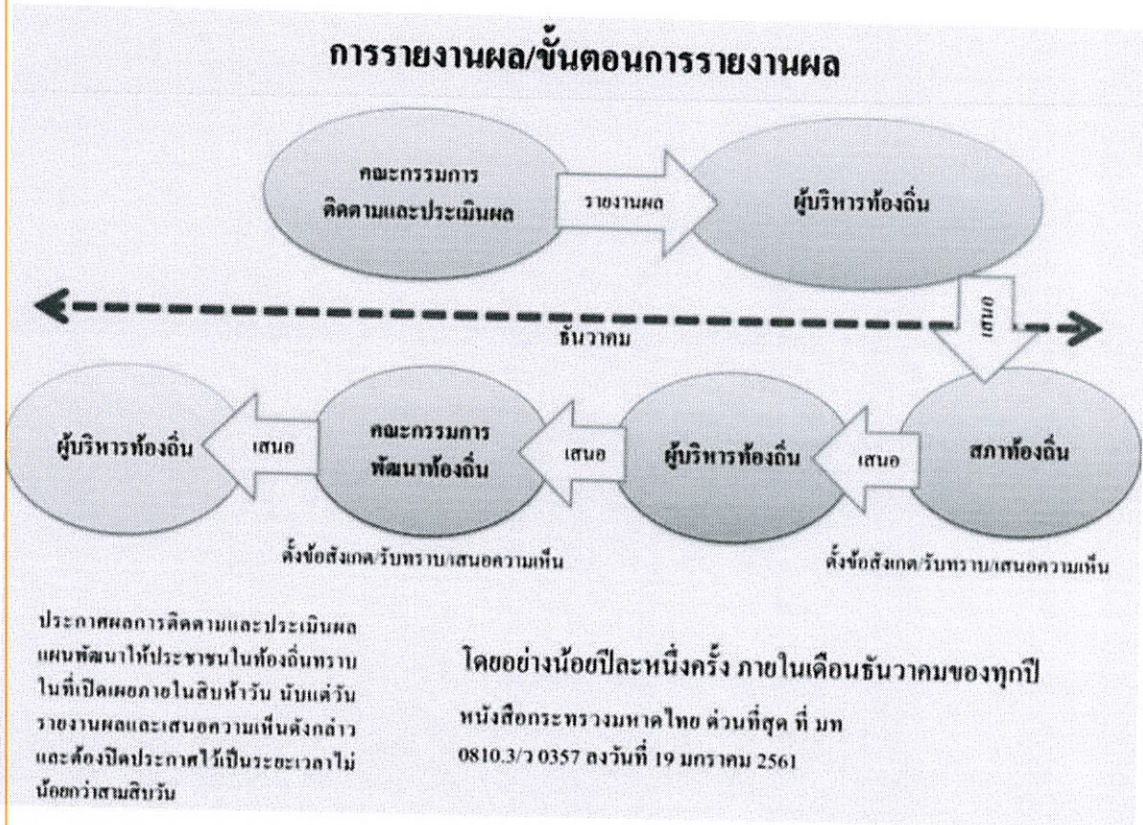 การรายงานผล/ขั้นตอนการรายงานผล
คณะกรรมการ
ติดตามและประเมินผล
รายงานผล
ผู้บริหารท้องถิ่น
เสนอ
ธันวาคม
ผู้บริหารท้องถิ่น
เสนอ
คณะกรรมการ
พัฒนาท้องถิ่น
เสนอ
ผู้บริหารท้องถิ่น
เสนอ
สภาท้องถิ่น
ตั้งข้อสังเกต/รับทราบ/เสนอความเห็น
ตั้งข้อสังเกต/รับทราบ/เสนอความเห็น
ประกาศผลการติดตามและประเมินผล
แผนพัฒนาให้ประชาชนในท้องถิ่นทราบ
ในที่เปิดเผยภายในสิบห้าวัน นับแต่วัน
รายงานผลและเสนอความเห็นดังกล่าว
และต้องปิดประกาศไว้เป็นระยะเวลาไม่
น้อยกว่าสามสิบวัน
โดยอย่างน้อยปีละหนึ่งครั้ง ภายในเดือนธันวาคมของทุกปี
หนังสือกระทรวงมหาดไทย ด่วนที่สุด ที่ มท
0810.3/ว 0357 ลงวันที่ 19 มกราคม 2561